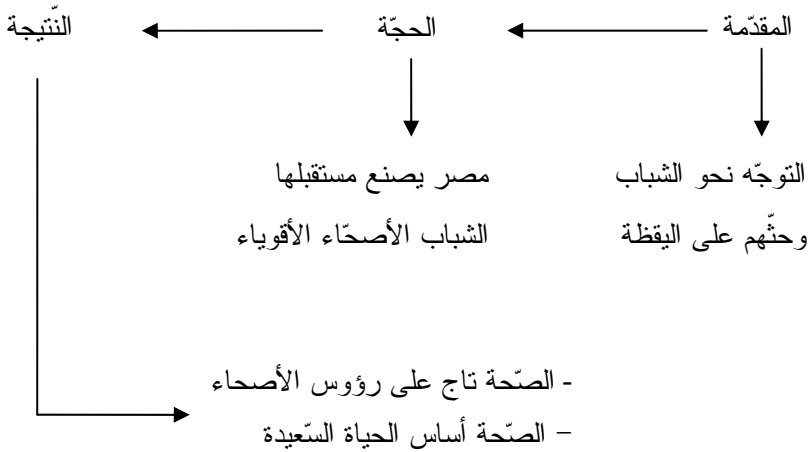 المقدّمة الحجّة النّتيجة
التوجّه نحو الشباب مصر يصنع مستقبلها
وحثّهم على اليقظة الشباب الأصحّاء الأقوياء
- الصّحة تاج على رؤوس الأصحاء
– الصّحة أساس الحياة السّعيدة